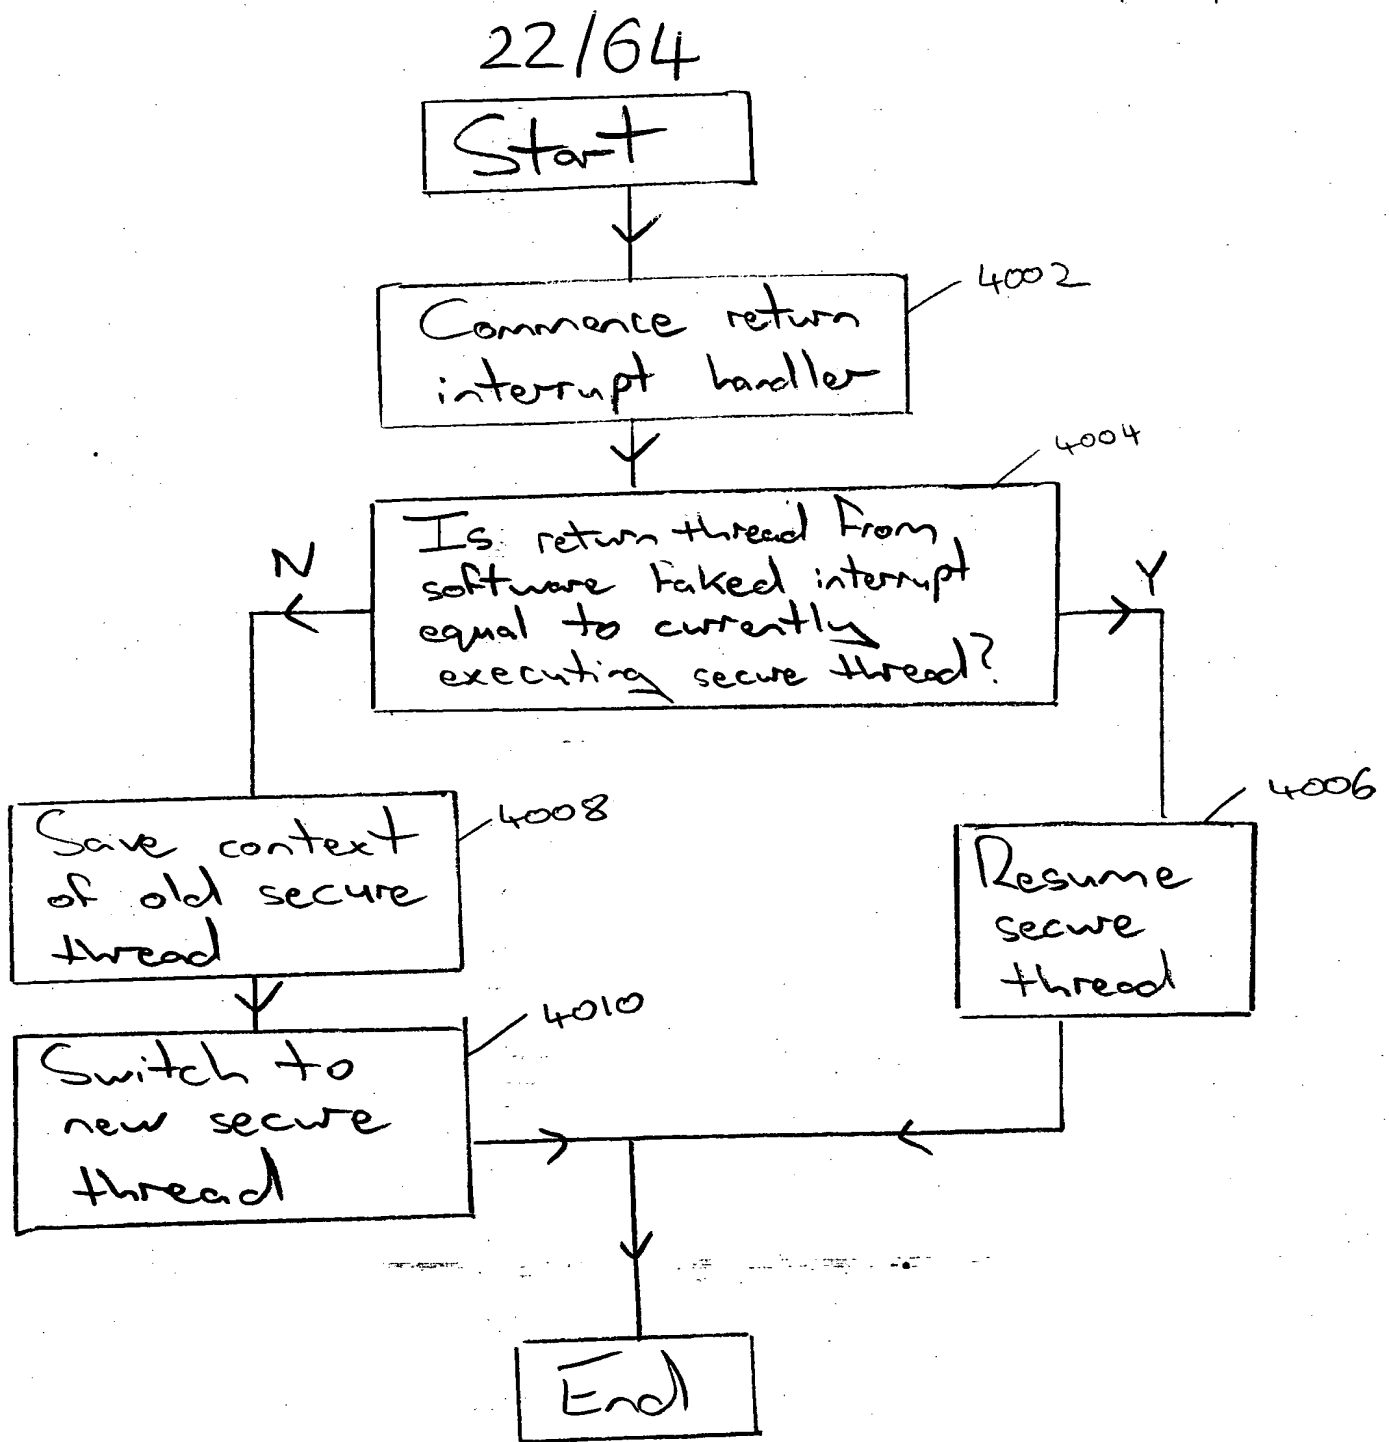 22/64
Start
Commence return
interrupt handler
4002
4004
Is return thread from
software faked interrupt
equal to currently
executing secure thread?
N
Y
Save context
of old secure
thread
4008
4006
Resume
secure
thread
Switch to
new secure
thread
4010
End